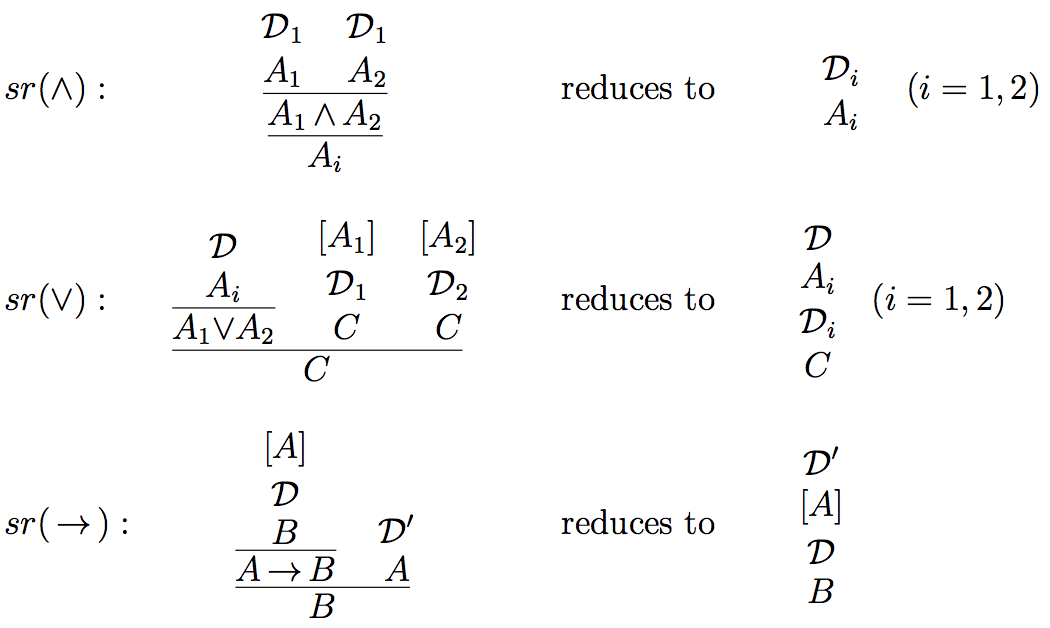 𝒟₁ 𝒟₁
A₁ A₂
sr(∧) : A₁ ∧ A₂ reduces to 𝒟ᵢ (i = 1, 2)
Aᵢ Aᵢ
𝒟 [A₁] [A₂] 𝒟
Aᵢ 𝒟₁ 𝒟₂ Aᵢ
sr(∨) : A₁∨A₂ C C reduces to 𝒟ᵢ (i = 1, 2)
C C
[A]
𝒟 𝒟′
B 𝒟′ [A]
sr(→) : A → B A reduces to 𝒟
B B